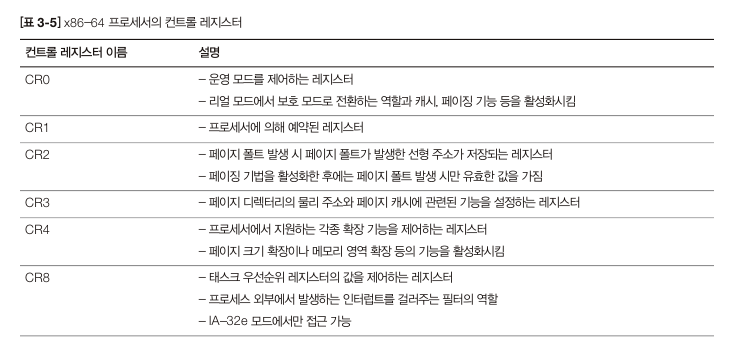 [표 3-5] x86-64 프로세서의 컨트롤 레지스터
컨트롤 레지스터 이름 설명
CR0 – 운영 모드를 제어하는 레지스터
– 리얼 모드에서 보호 모드로 전환하는 역할과 캐시, 페이징 기능 등을 활성화시킴
CR1 – 프로세서에 의해 예약된 레지스터
CR2 – 페이지 폴트 발생 시 페이지 폴트가 발생한 선형 주소가 저장되는 레지스터
– 페이징 기법을 활성화한 후에는 페이지 폴트 발생 시만 유효한 값을 가짐
CR3 – 페이지 디렉터리의 물리 주소와 페이지 캐시에 관련된 기능을 설정하는 레지스터
CR4 – 프로세서에서 지원하는 각종 확장 기능을 제어하는 레지스터
– 페이지 크기 확장이나 메모리 영역 확장 등의 기능을 활성화시킴
CR8 – 태스크 우선순위 레지스터의 값을 제어하는 레지스터
– 프로세스 외부에서 발생하는 인터럽트를 걸러주는 필터의 역할
– IA-32e 모드에서만 접근 가능